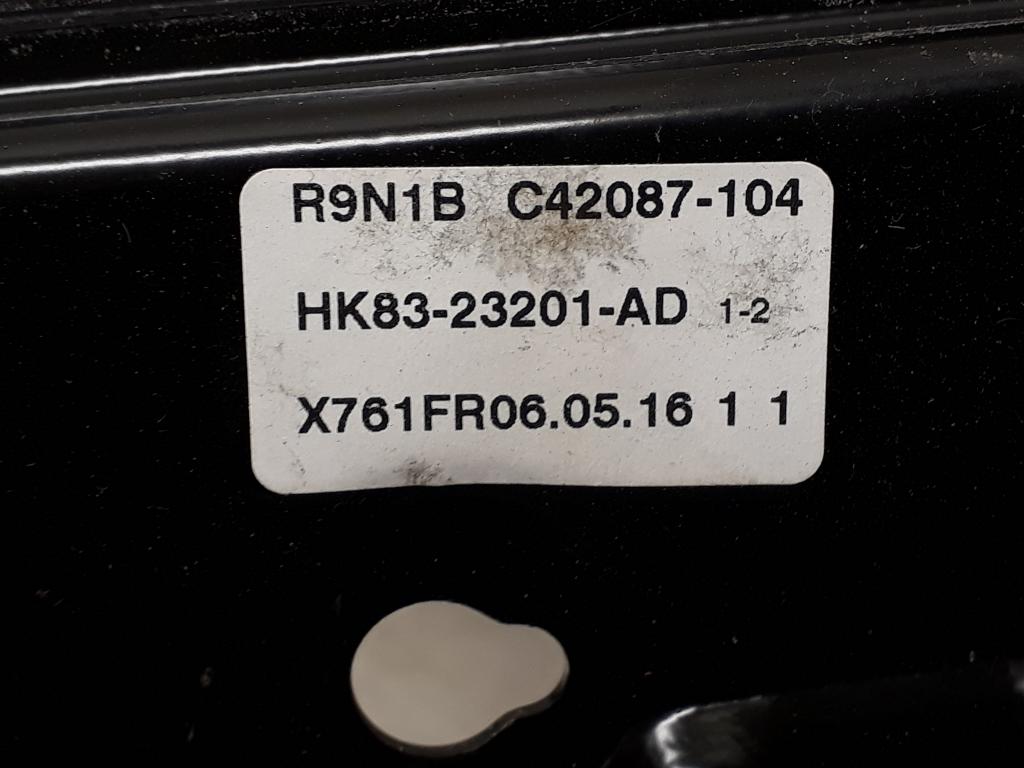 R9N1B C42087-104
HK83-23201-AD 1-2
X761FR06.05.16 1 1